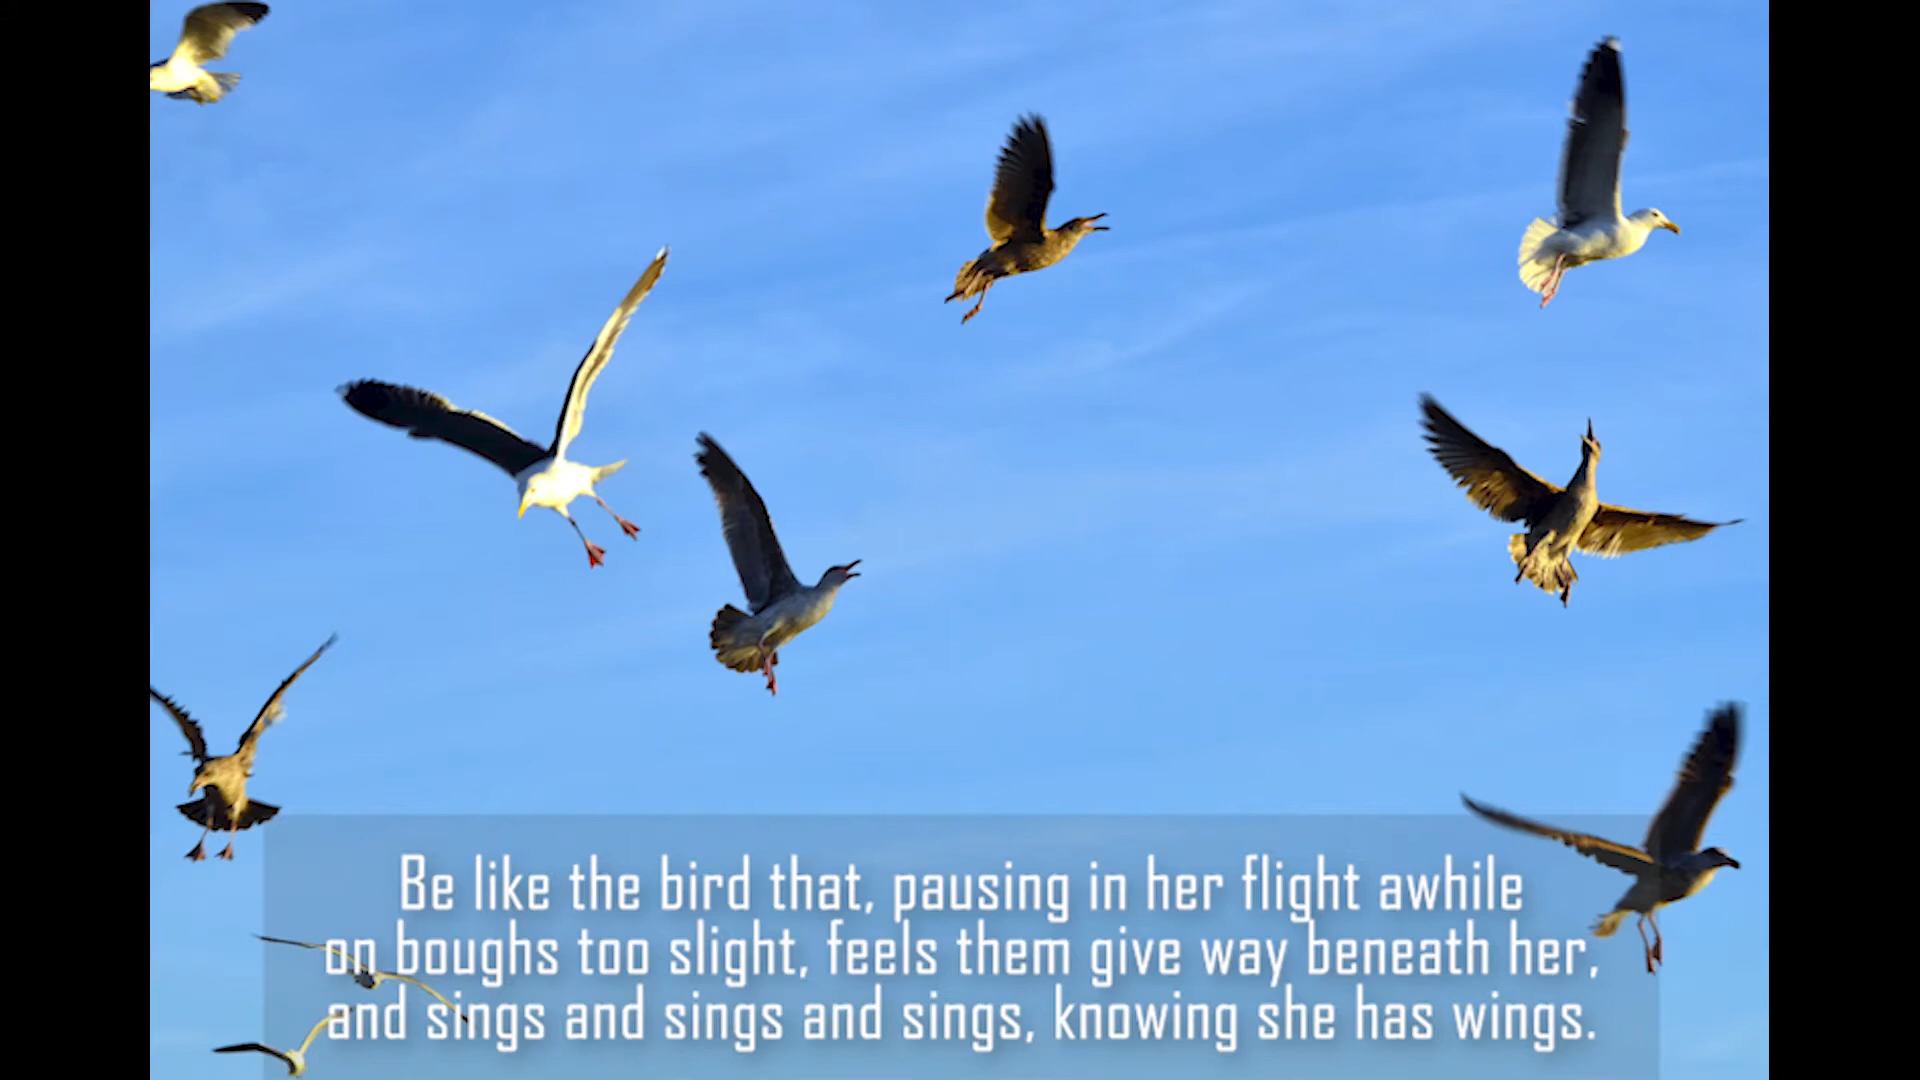 Be like the bird that, pausing in her flight awhile
on boughs too slight, feels them give way beneath her,
and sings and sings and sings, knowing she has wings.